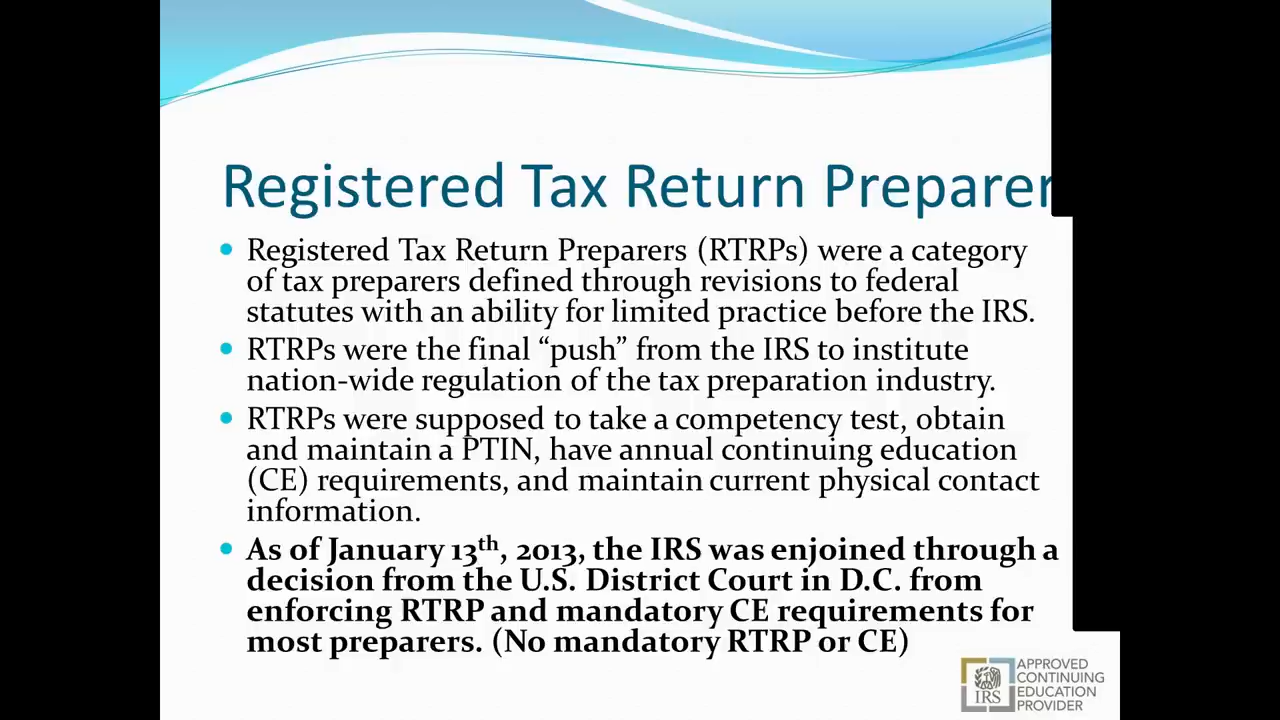 Registered Tax Return Preparer
Registered Tax Return Preparers (RTRPs) were a category
of tax preparers defined through revisions to federal
statutes with an ability for limited practice before the IRS.
RTRPs were the final “push” from the IRS to institute
nation-wide regulation of the tax preparation industry.
RTRPs were supposed to take a competency test, obtain
and maintain a PTIN, have annual continuing education
(CE) requirements, and maintain current physical contact
information.
As of January 13th, 2013, the IRS was enjoined through a
decision from the U.S. District Court in D.C. from
enforcing RTRP and mandatory CE requirements for
most preparers. (No mandatory RTRP or CE)
APPROVED
CONTINUING
EDUCATION
PROVIDER
IRS